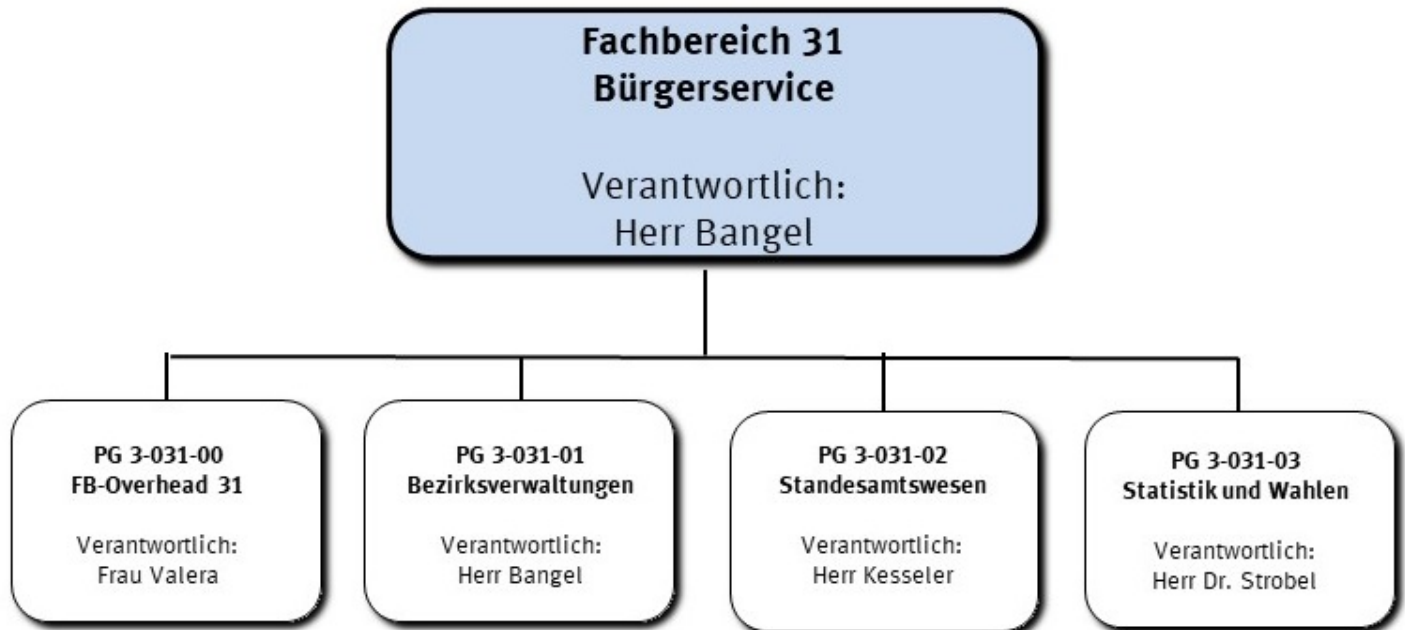 Fachbereich 31
Bürgerservice
Verantwortlich:
Herr Bangel
PG 3-031-00
FB-Overhead 31
Verantwortlich:
Frau Valera
PG 3-031-01
Bezirksverwaltungen
Verantwortlich:
Herr Bangel
PG 3-031-02
Standesamtswesen
Verantwortlich:
Herr Kesseler
PG 3-031-03
Statistik und Wahlen
Verantwortlich:
Herr Dr. Strobel